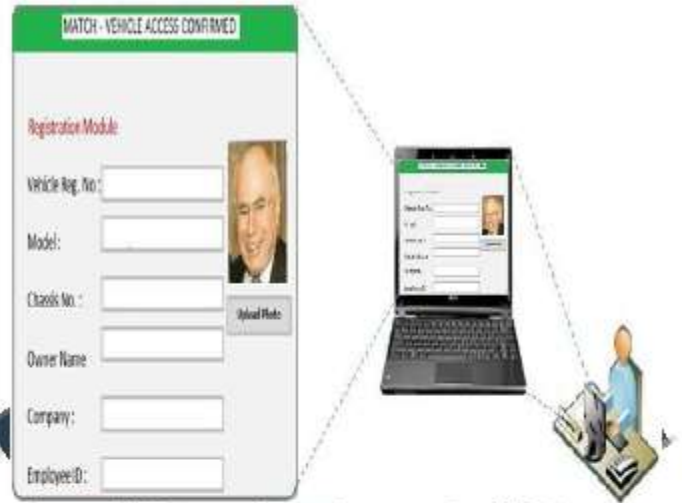 MATCH - VEHICLE ACCESS CONFIRMED
Registration Module
Vehicle Reg. No :
Model :
Chassis No. :
Upload Photo
Owner Name
Company :
Employee ID :